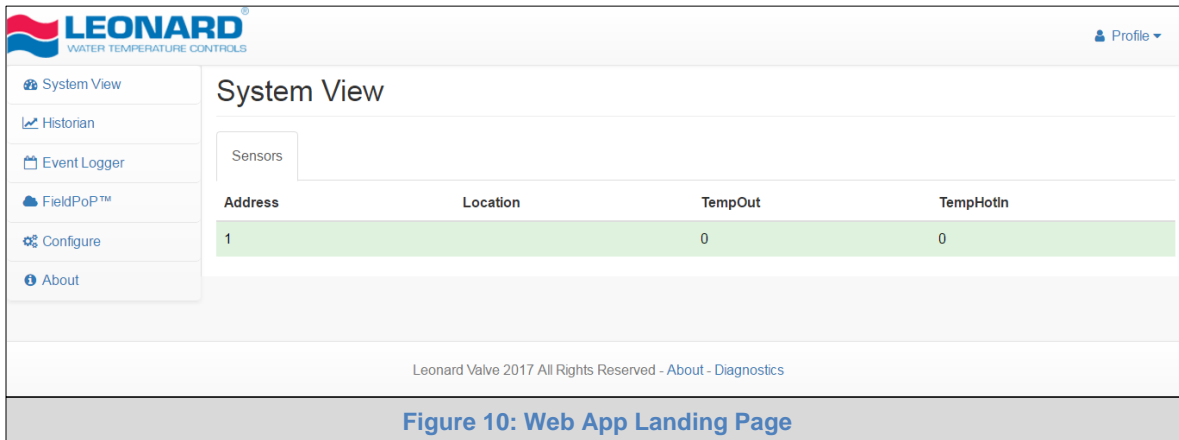 LEONARD®
WATER TEMPERATURE CONTROLS
Profile
System View
Historian
Event Logger
FieldPoP™
Configure
About
System View
Sensors
Address Location TempOut TempHotIn
1 0 0
Leonard Valve 2017 All Rights Reserved - About - Diagnostics
Figure 10: Web App Landing Page